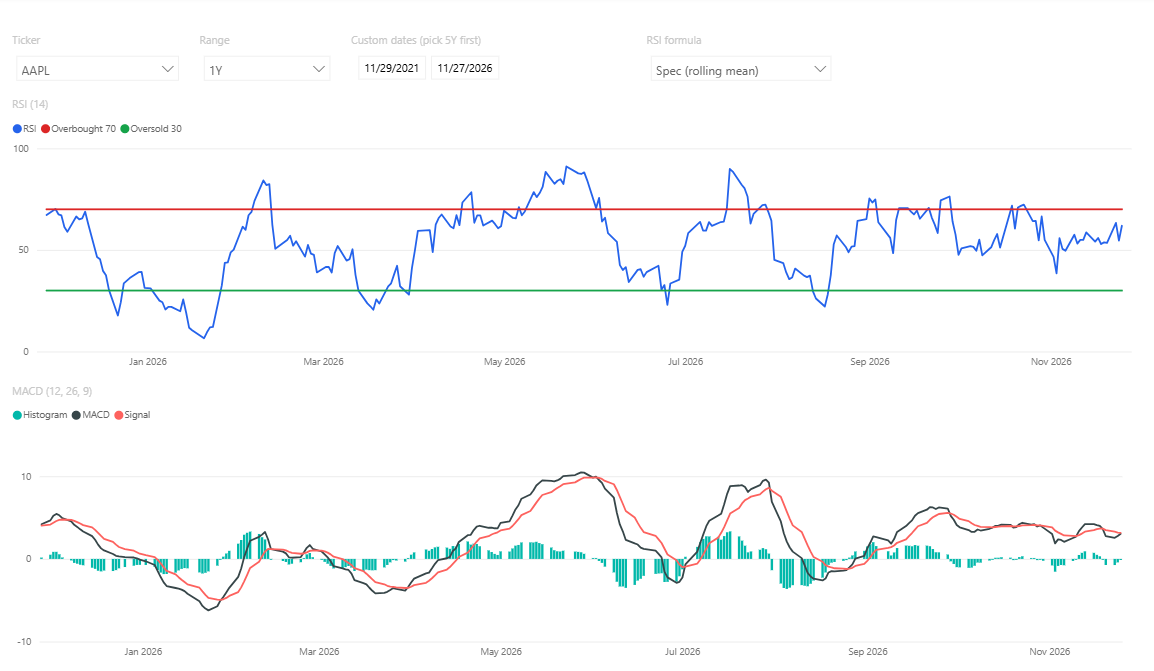 Ticker Range Custom dates (pick 5Y first) RSI formula
AAPL 1Y 11/29/2021 11/27/2026 Spec (rolling mean)
RSI (14)
RSI Overbought 70 Oversold 30
100
50
0
Jan 2026 Mar 2026 May 2026 Jul 2026 Sep 2026 Nov 2026
MACD (12, 26, 9)
Histogram MACD Signal
10
0
-10
Jan 2026 Mar 2026 May 2026 Jul 2026 Sep 2026 Nov 2026